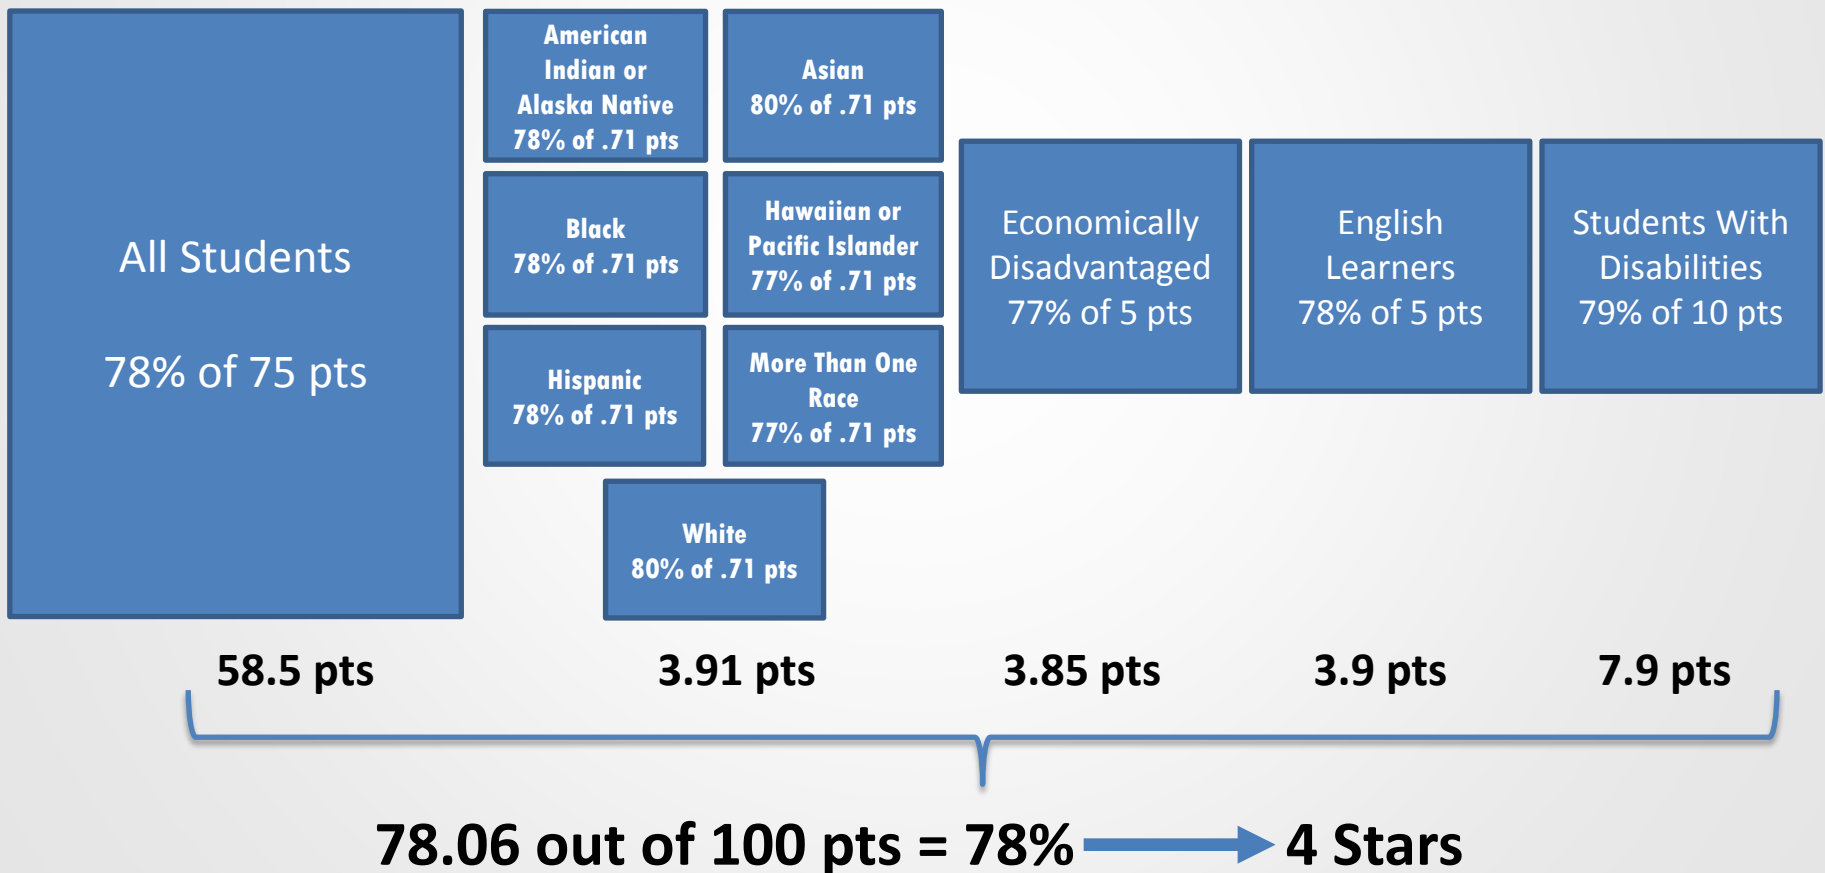 All Students
78% of 75 pts
American
Indian or
Alaska Native
78% of .71 pts
Asian
80% of .71 pts
Black
78% of .71 pts
Hawaiian or
Pacific Islander
77% of .71 pts
Hispanic
78% of .71 pts
More Than One
Race
77% of .71 pts
White
80% of .71 pts
Economically
Disadvantaged
77% of 5 pts
English
Learners
78% of 5 pts
Students With
Disabilities
79% of 10 pts
58.5 pts
3.91 pts
3.85 pts
3.9 pts
7.9 pts
78.06 out of 100 pts = 78% 4 Stars